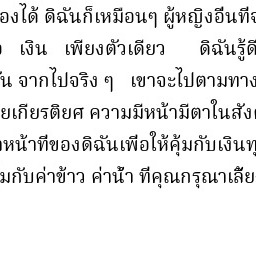 องได้ ดิฉันก็เหมือนๆ ผู้หญิงอื่นที่
เงิน เพียงตัวเดียว ดิฉันรู้ดี
จากไปจริง ๆ เขาจะไปตามทาง
ยเกียรติยศ ความมีหน้ามีตาในสัง
หน้าที่ของดิฉันเพื่อให้คุ้มกับเงินทุ
มกับค่าข้าว ค่าน้ำ ที่คุณกรุณาเลี้ย